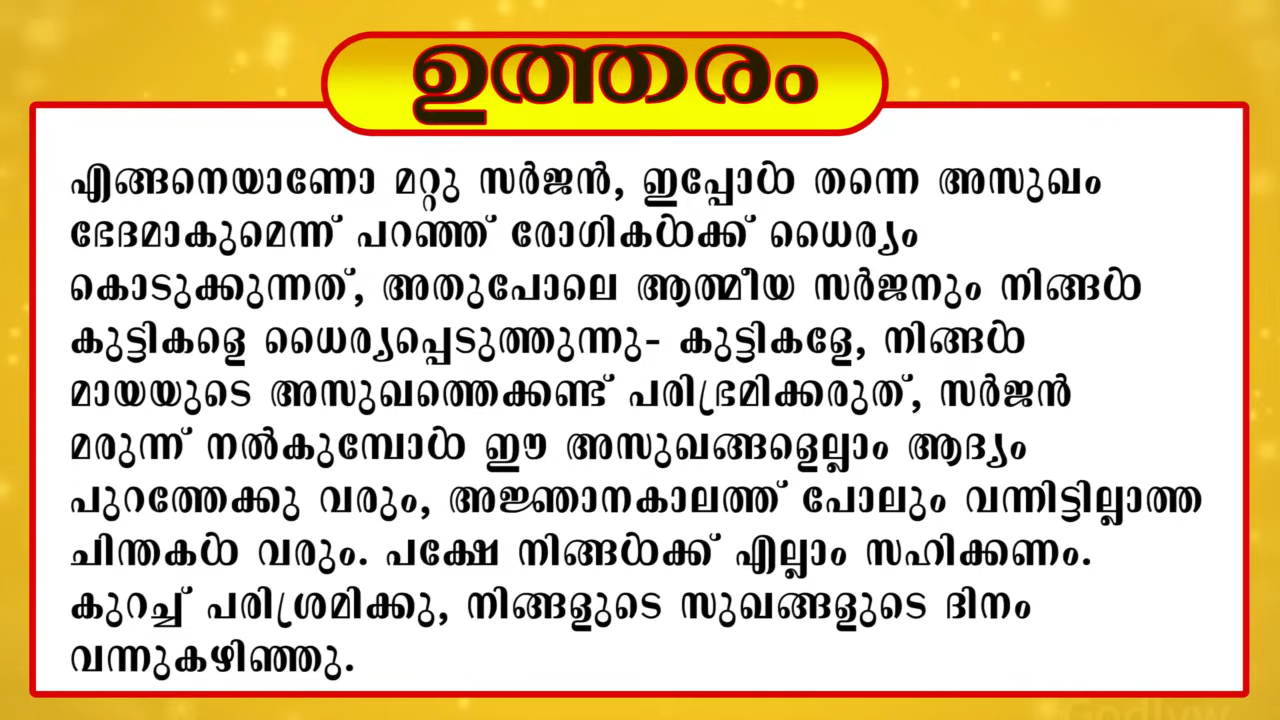 ഉത്തരം
എങ്ങനെയാണോ മറ്റു സർജൻ, ഇപ്പോൾ തന്നെ അസുഖം
ഭേദമാകുമെന്ന് പറഞ്ഞ് രോഗികൾക്ക് ധൈര്യം
കൊടുക്കുന്നത്, അതുപോലെ ആത്മീയ സർജനും നിങ്ങൾ
കുട്ടികളെ ധൈര്യപ്പെടുത്തുന്നു- കുട്ടികളേ, നിങ്ങൾ
മായയുടെ അസുഖത്തെക്കണ്ട് പരിഭ്രമിക്കരുത്, സർജൻ
മരുന്ന് നൽകുമ്പോൾ ഈ അസുഖങ്ങളെല്ലാം ആദ്യം
പുറത്തേക്കു വരും, അജ്ഞാനകാലത്ത് പോലും വന്നിട്ടില്ലാത്ത
ചിന്തകൾ വരും. പക്ഷേ നിങ്ങൾക്ക് എല്ലാം സഹിക്കണം.
കുറച്ച് പരിശ്രമിക്കൂ, നിങ്ങളുടെ സുഖങ്ങളുടെ ദിനം
വന്നുകഴിഞ്ഞു.